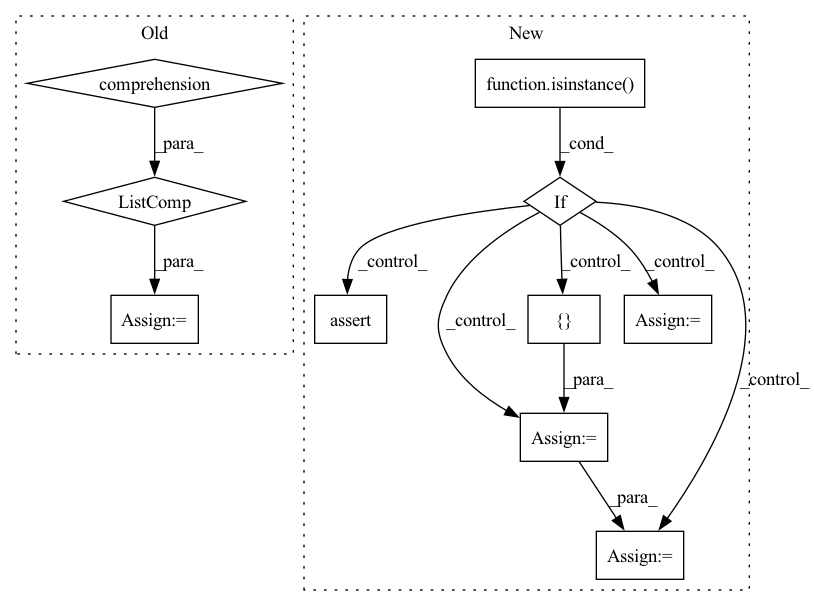 Old
New
comprehension
function.isinstance()
_para_
_cond_
ListComp
If
_para_
_control_
_control_
_control_
_control_
_control_
Assign:=
assert
{}
Assign:=
_para_
Assign:=
_para_
Assign:=